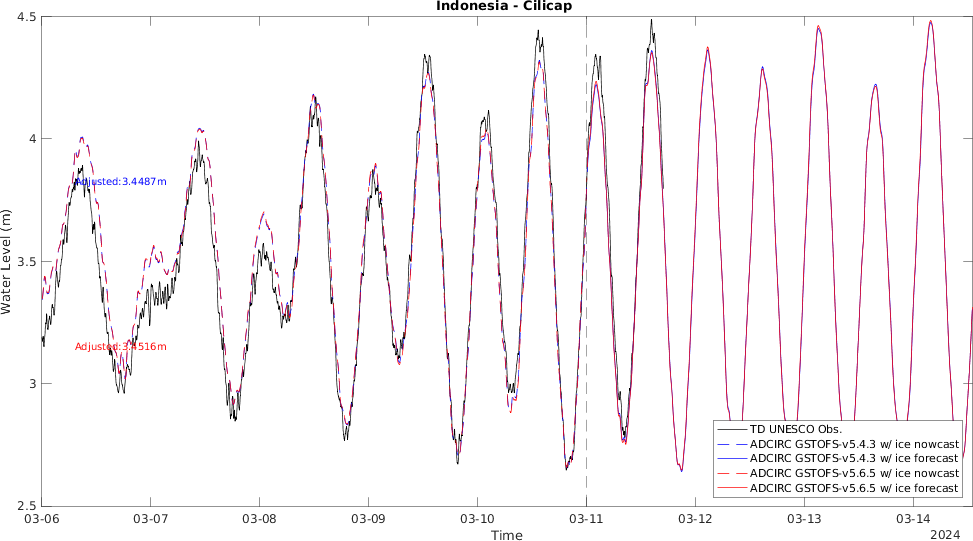 Indonesia - Cilicap
4.5
4
3.5
3
2.5
Water Level (m)
Adjusted:3.4487m
Adjusted:3.4516m
TD UNESCO Obs.
ADCIRC GSTOFS-v5.4.3 w/ ice nowcast
ADCIRC GSTOFS-v5.4.3 w/ ice forecast
ADCIRC GSTOFS-v5.6.5 w/ ice nowcast
ADCIRC GSTOFS-v5.6.5 w/ ice forecast
03-06 03-07 03-08 03-09 03-10 03-11 03-12 03-13 03-14
Time
2024